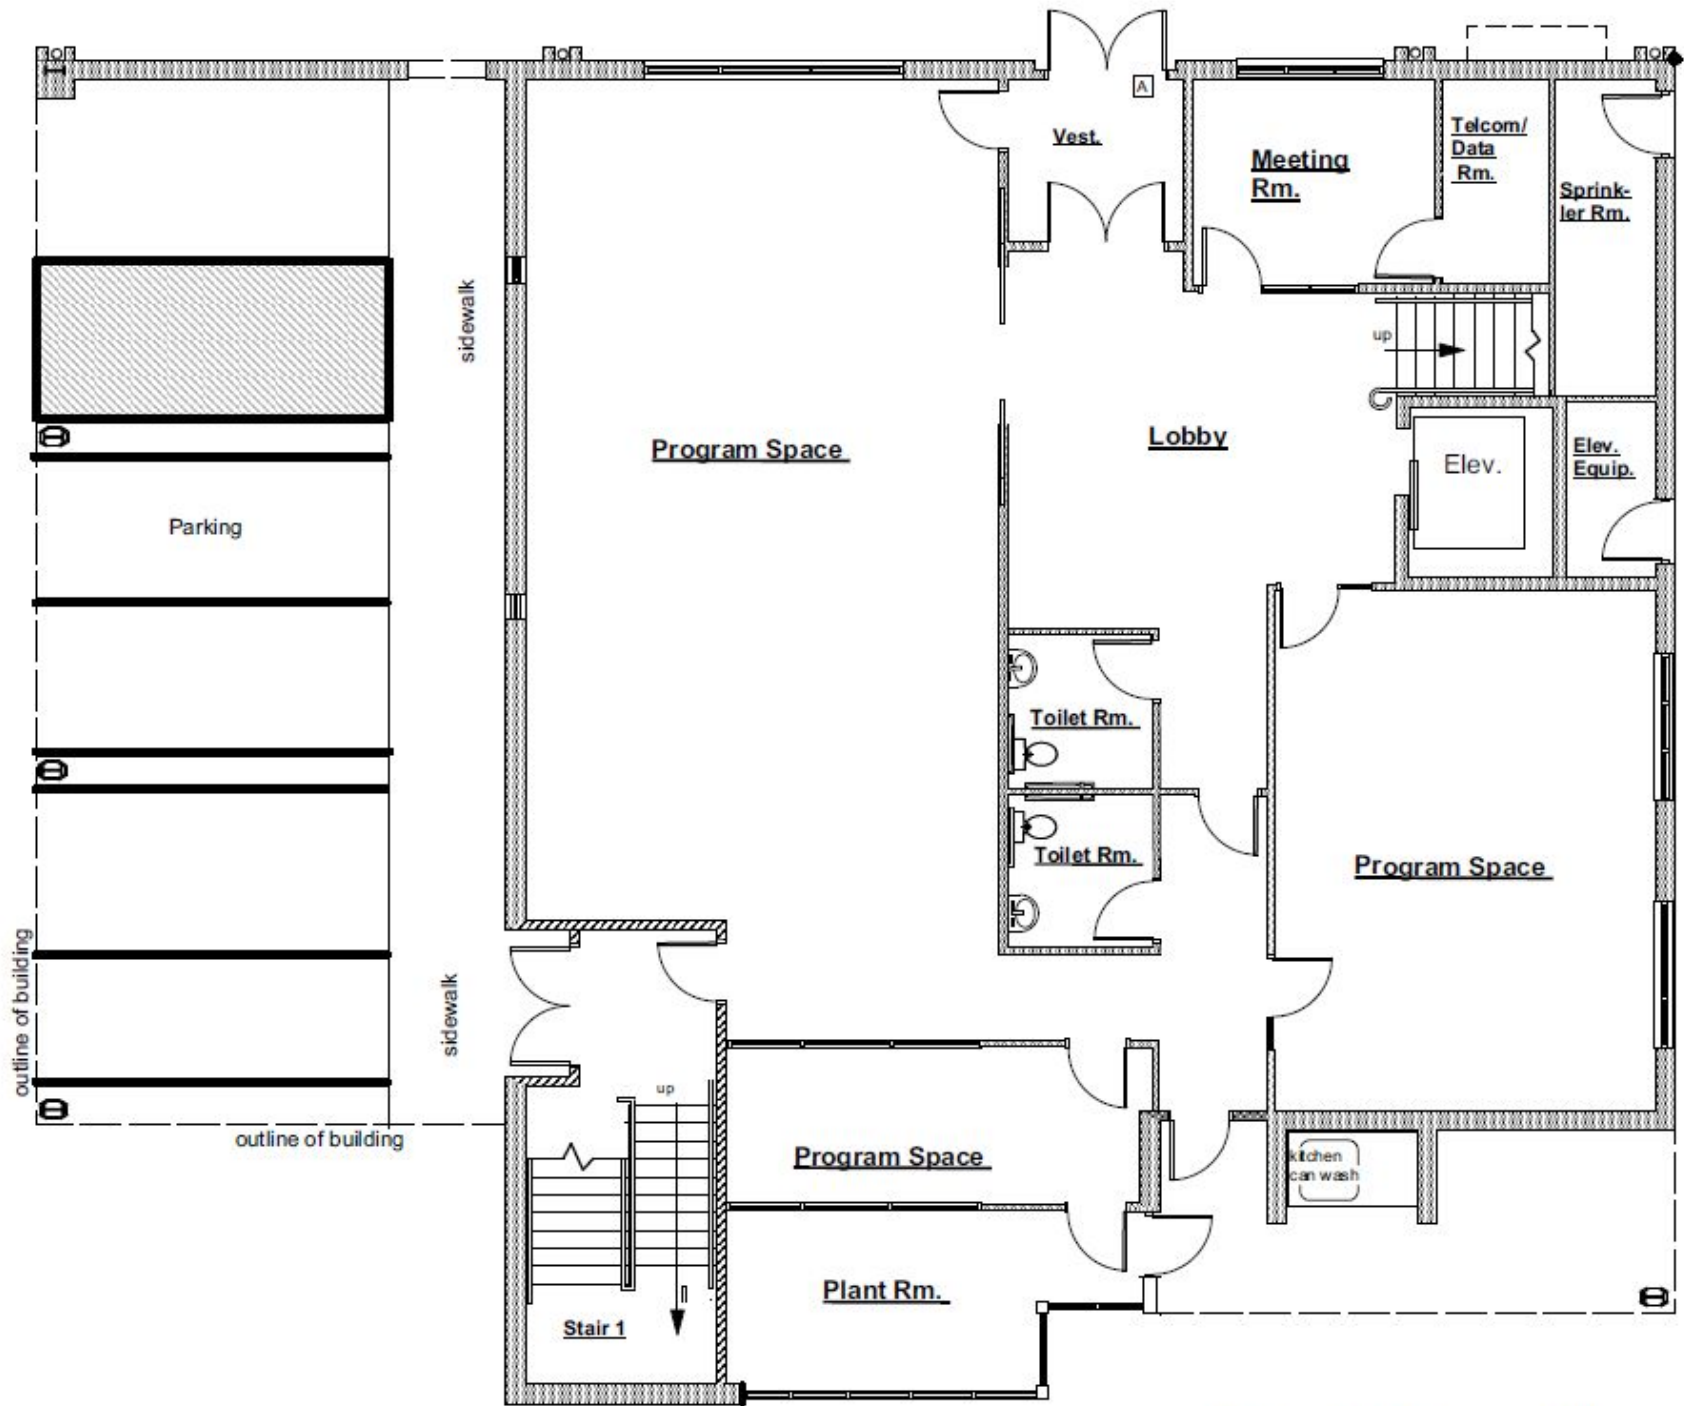 A
Vest.
Meeting
Rm.
Telcom/
Data
Rm.
Sprink-
ler Rm.
sidewalk
up
Program Space
Lobby
Elev.
Elev.
Equip.
Parking
Toilet Rm.
Toilet Rm.
Program Space
outline of building
sidewalk
up
outline of building
Program Space
kitchen
can wash
Plant Rm.
Stair 1